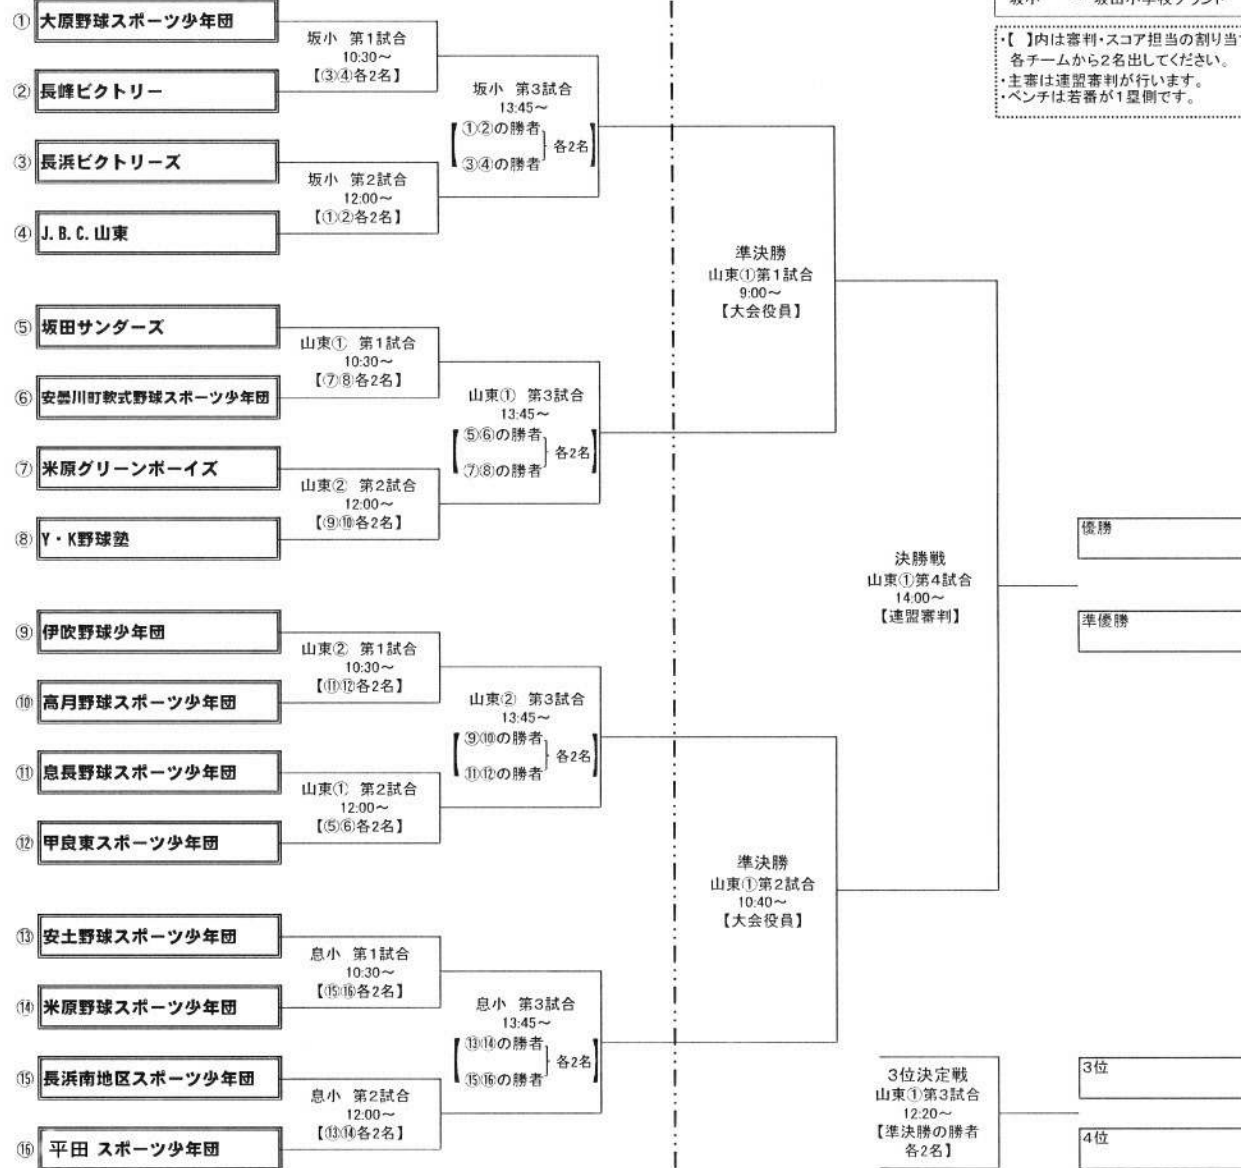 ① 大原野球スポーツ少年団
坂小 第1試合
10:30～
【③④各2名】
② 長峰ビクトリー
坂小 第3試合
13:45～
①②の勝者
③④の勝者
各2名
③ 長浜ビクトリーズ
坂小 第2試合
12:00～
【①②各2名】
④ J.B.C.山東
・【 】内は審判・スコア担当の割り当
各チームから2名出してください。
・主審は連盟審判が行います。
・ベンチは若番が1塁側です。
準決勝
山東①第1試合
9:00～
【大会役員】
⑤ 坂田サンダーズ
山東① 第1試合
10:30～
【⑦⑧各2名】
⑥ 安曇川町軟式野球スポーツ少年団
山東① 第3試合
13:45～
⑤⑥の勝者
⑦⑧の勝者
各2名
⑦ 米原グリーンボーイズ
山東② 第2試合
12:00～
【⑨⑩各2名】
⑧ Y・K野球塾
決勝戦
山東①第4試合
14:00～
【連盟審判】
優勝
準優勝
⑨ 伊吹野球少年団
山東② 第1試合
10:30～
【⑪⑫各2名】
⑩ 高月野球スポーツ少年団
山東② 第3試合
13:45～
⑨⑩の勝者
⑪⑫の勝者
各2名
⑪ 息長野球スポーツ少年団
山東① 第2試合
12:00～
【⑤⑥各2名】
⑫ 甲良東スポーツ少年団
準決勝
山東①第2試合
10:40～
【大会役員】
⑬ 安土野球スポーツ少年団
息小 第1試合
10:30～
【⑮⑯各2名】
⑭ 米原野球スポーツ少年団
息小 第3試合
13:45～
⑬⑭の勝者
⑮⑯の勝者
各2名
⑮ 長浜南地区スポーツ少年団
息小 第2試合
12:00～
【⑬⑭各2名】
⑯ 平田 スポーツ少年団
3位決定戦
山東①第3試合
12:20～
【準決勝の勝者
各2名】
3位
4位